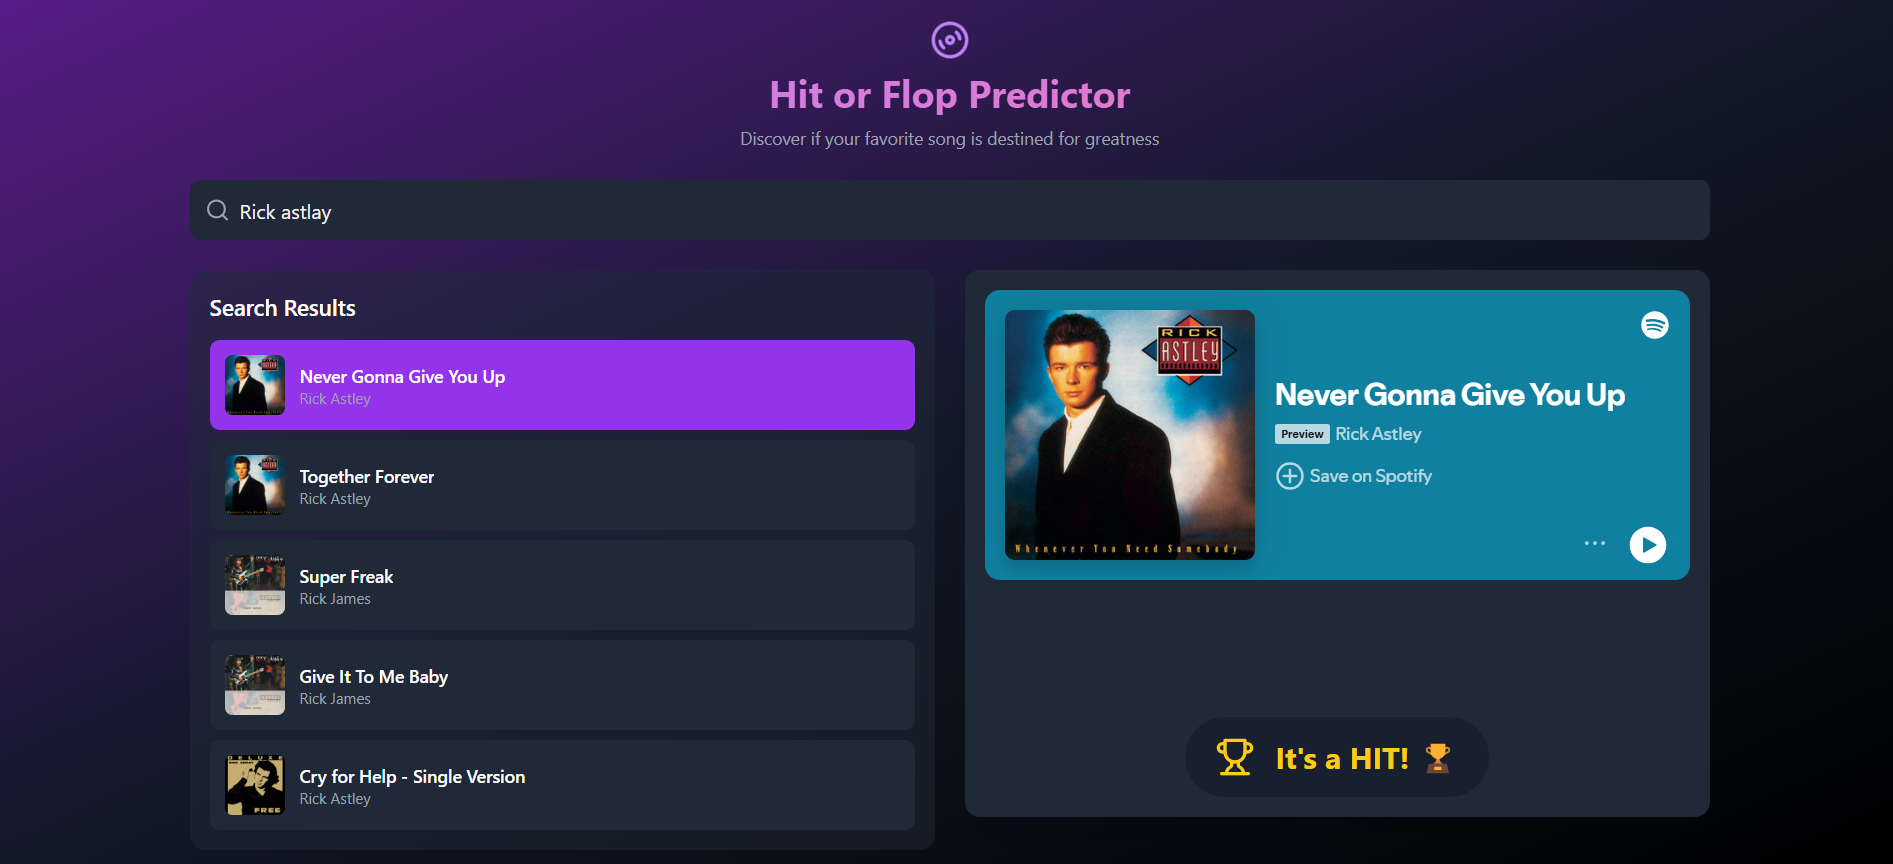 Hit or Flop Predictor
Discover if your favorite song is destined for greatness
Rick astlay
Search Results
Never Gonna Give You Up
Rick Astley
Together Forever
Rick Astley
Super Freak
Rick James
Give It To Me Baby
Rick James
Cry for Help - Single Version
Rick Astley
DELUXE
FREE
RICK
ASTLEY
Whenever You Need Somebody
Never Gonna Give You Up
Preview Rick Astley
Save on Spotify
It's a HIT!